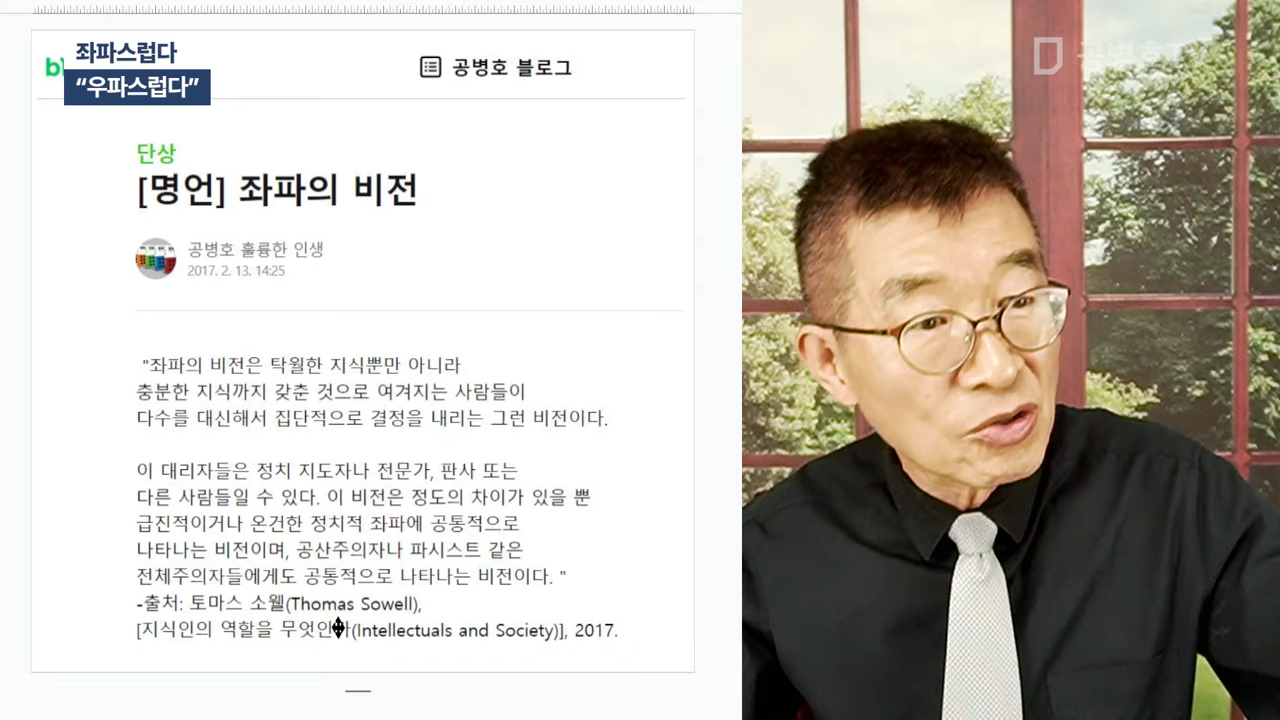 좌파스럽다
“우파스럽다”
공병호 블로그
단상
[명언] 좌파의 비전
공병호 훌륭한 인생
2017. 2. 13. 14:25
"좌파의 비전은 탁월한 지식뿐만 아니라
충분한 지식까지 갖춘 것으로 여겨지는 사람들이
다수를 대신해서 집단적으로 결정을 내리는 그런 비전이다.
이 대리자들은 정치 지도자나 전문가, 판사 또는
다른 사람들일 수 있다. 이 비전은 정도의 차이가 있을 뿐
급진적이거나 온건한 정치적 좌파에 공통적으로
나타나는 비전이며, 공산주의자나 파시스트 같은
전체주의자들에게도 공통적으로 나타나는 비전이다. "
-출처: 토마스 소웰(Thomas Sowell),
[지식인의 역할을 (Intellectuals and Society)], 2017.